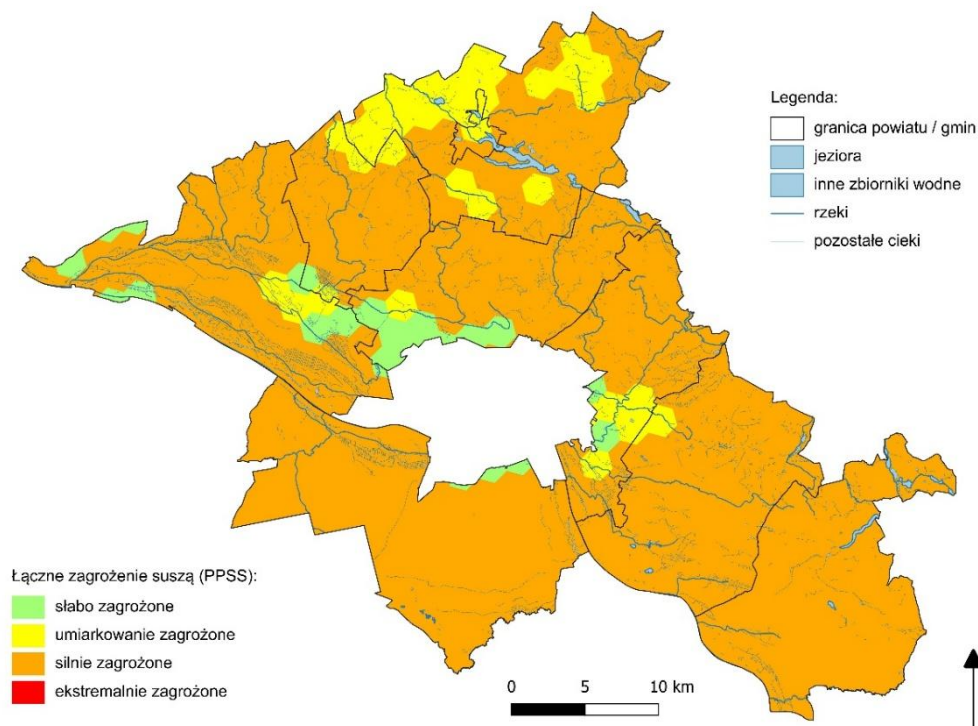 Legenda:
granica powiatu / gmin
jeziora
inne zbiorniki wodne
rzeki
pozostałe cieki
Łączne zagrożenie suszą (PPSS):
słabo zagrożone
umiarkowanie zagrożone
silnie zagrożone
ekstremalnie zagrożone
0 5 10 km